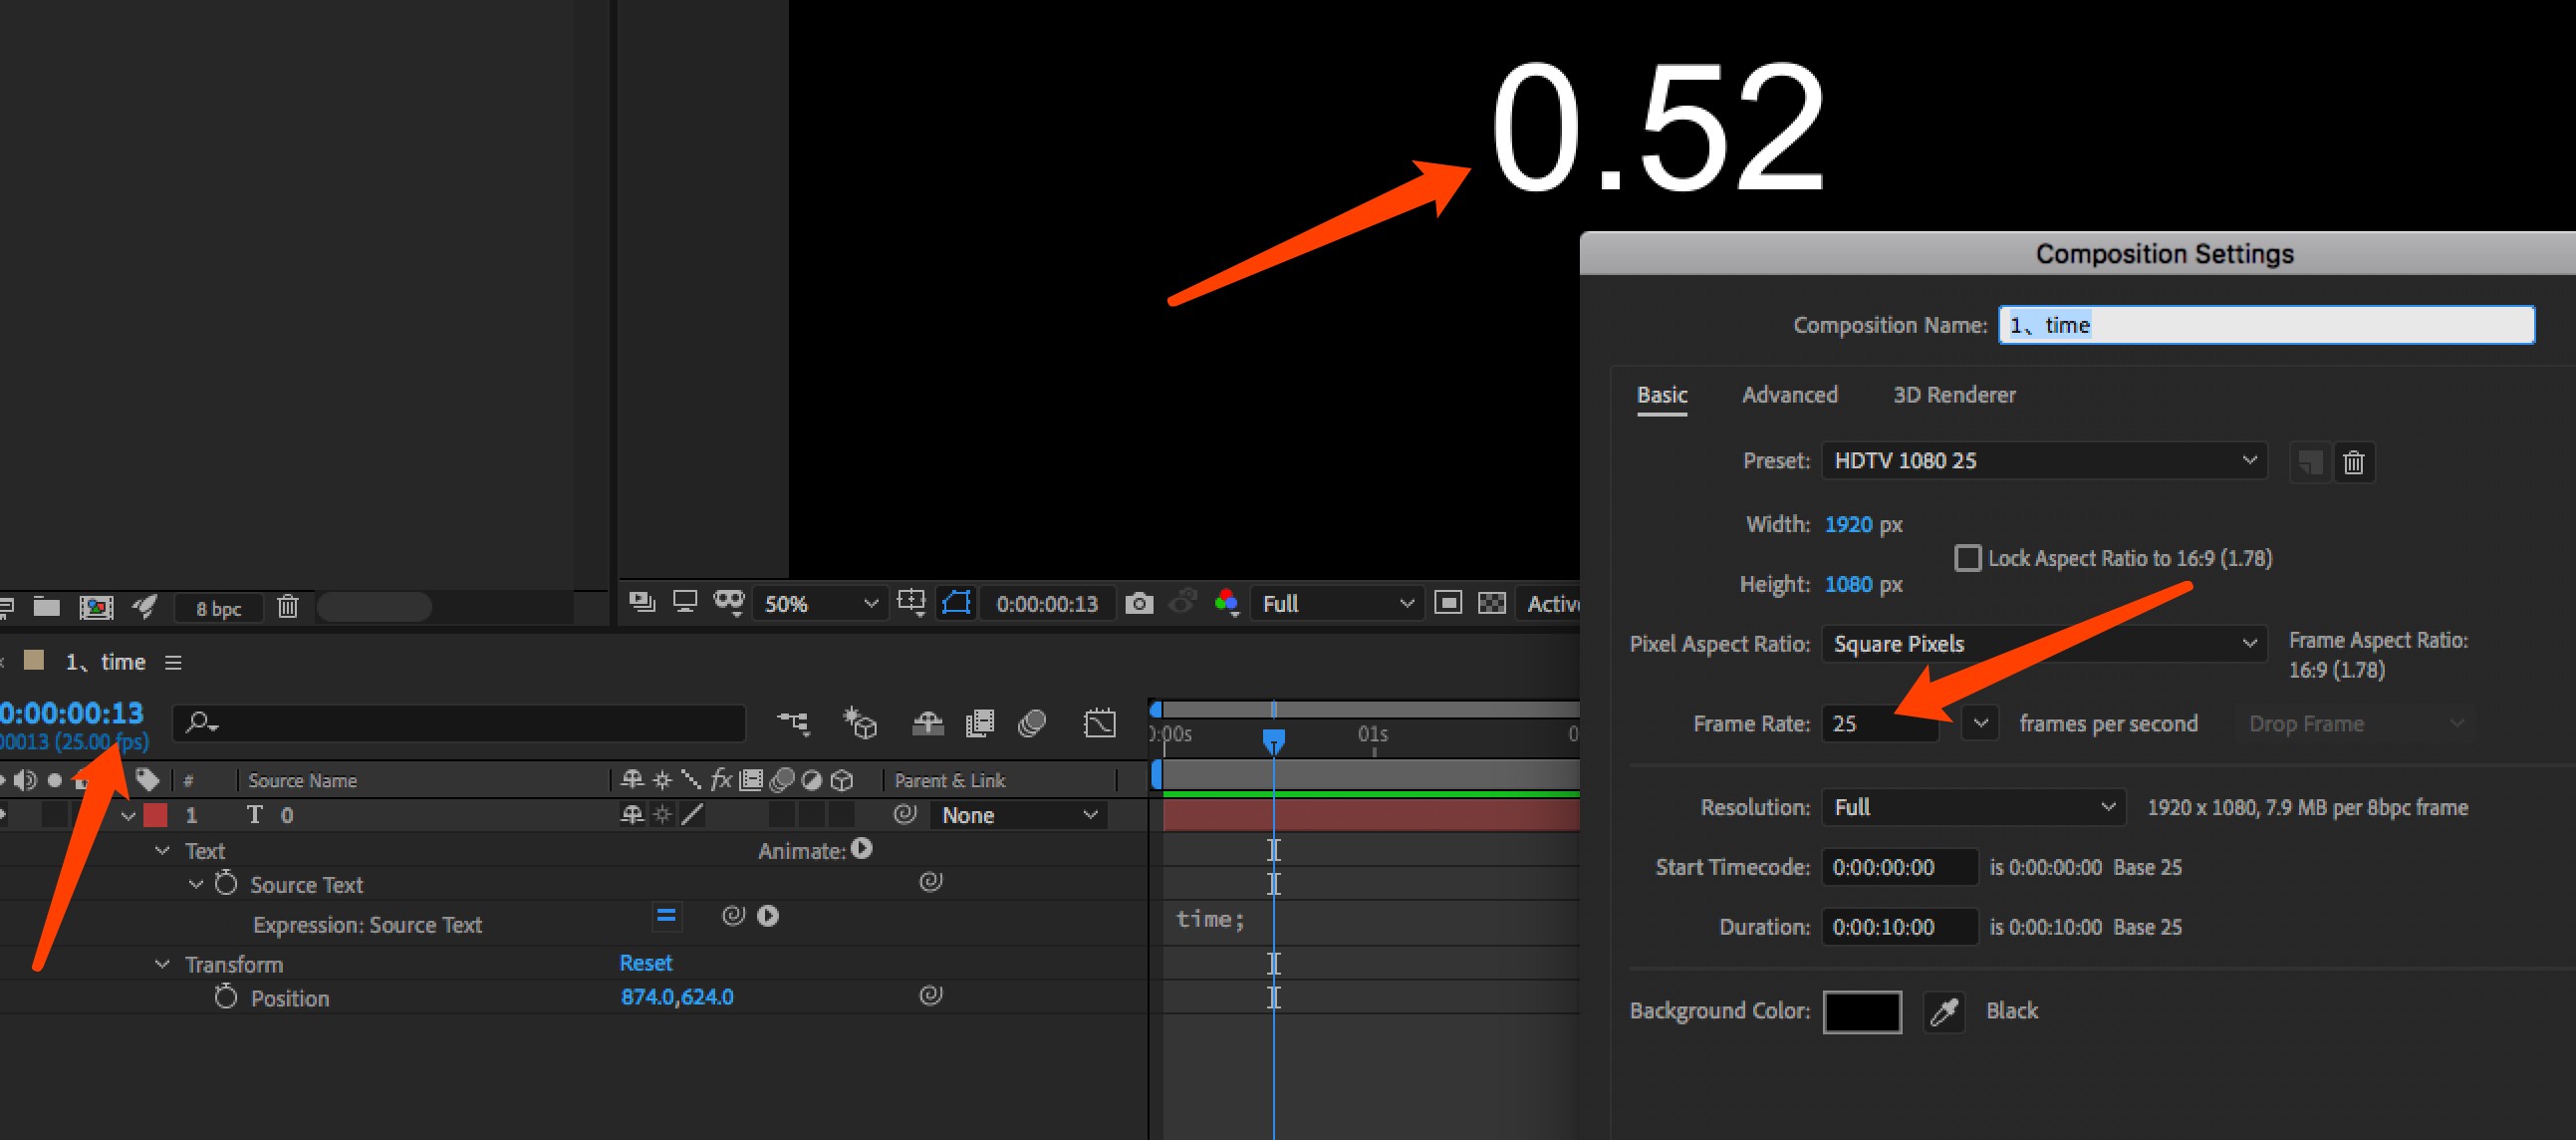 0.52
Composition Settings
Composition Name: 1、time
Basic Advanced 3D Renderer
Preset: HDTV 1080 25
Width: 1920 px
Lock Aspect Ratio to 16:9 (1.78)
Height: 1080 px
Pixel Aspect Ratio: Square Pixels
Frame Aspect Ratio:
16:9 (1.78)
Frame Rate: 25 frames per second Drop Frame
Resolution: Full 1920 x 1080, 7.9 MB per 8bpc frame
Start Timecode: 0:00:00:00 is 0:00:00:00 Base 25
Duration: 0:00:10:00 is 0:00:10:00 Base 25
Background Color: Black
8 bpc
50% 0:00:00:13 Full
1、time
0:00:00:13
00013 (25.00 fps)
0:00s 01s
# Source Name fx Parent & Link
1 T 0 None
Text Animate:
Source Text
Expression: Source Text time;
Transform Reset
Position 874.0,624.0